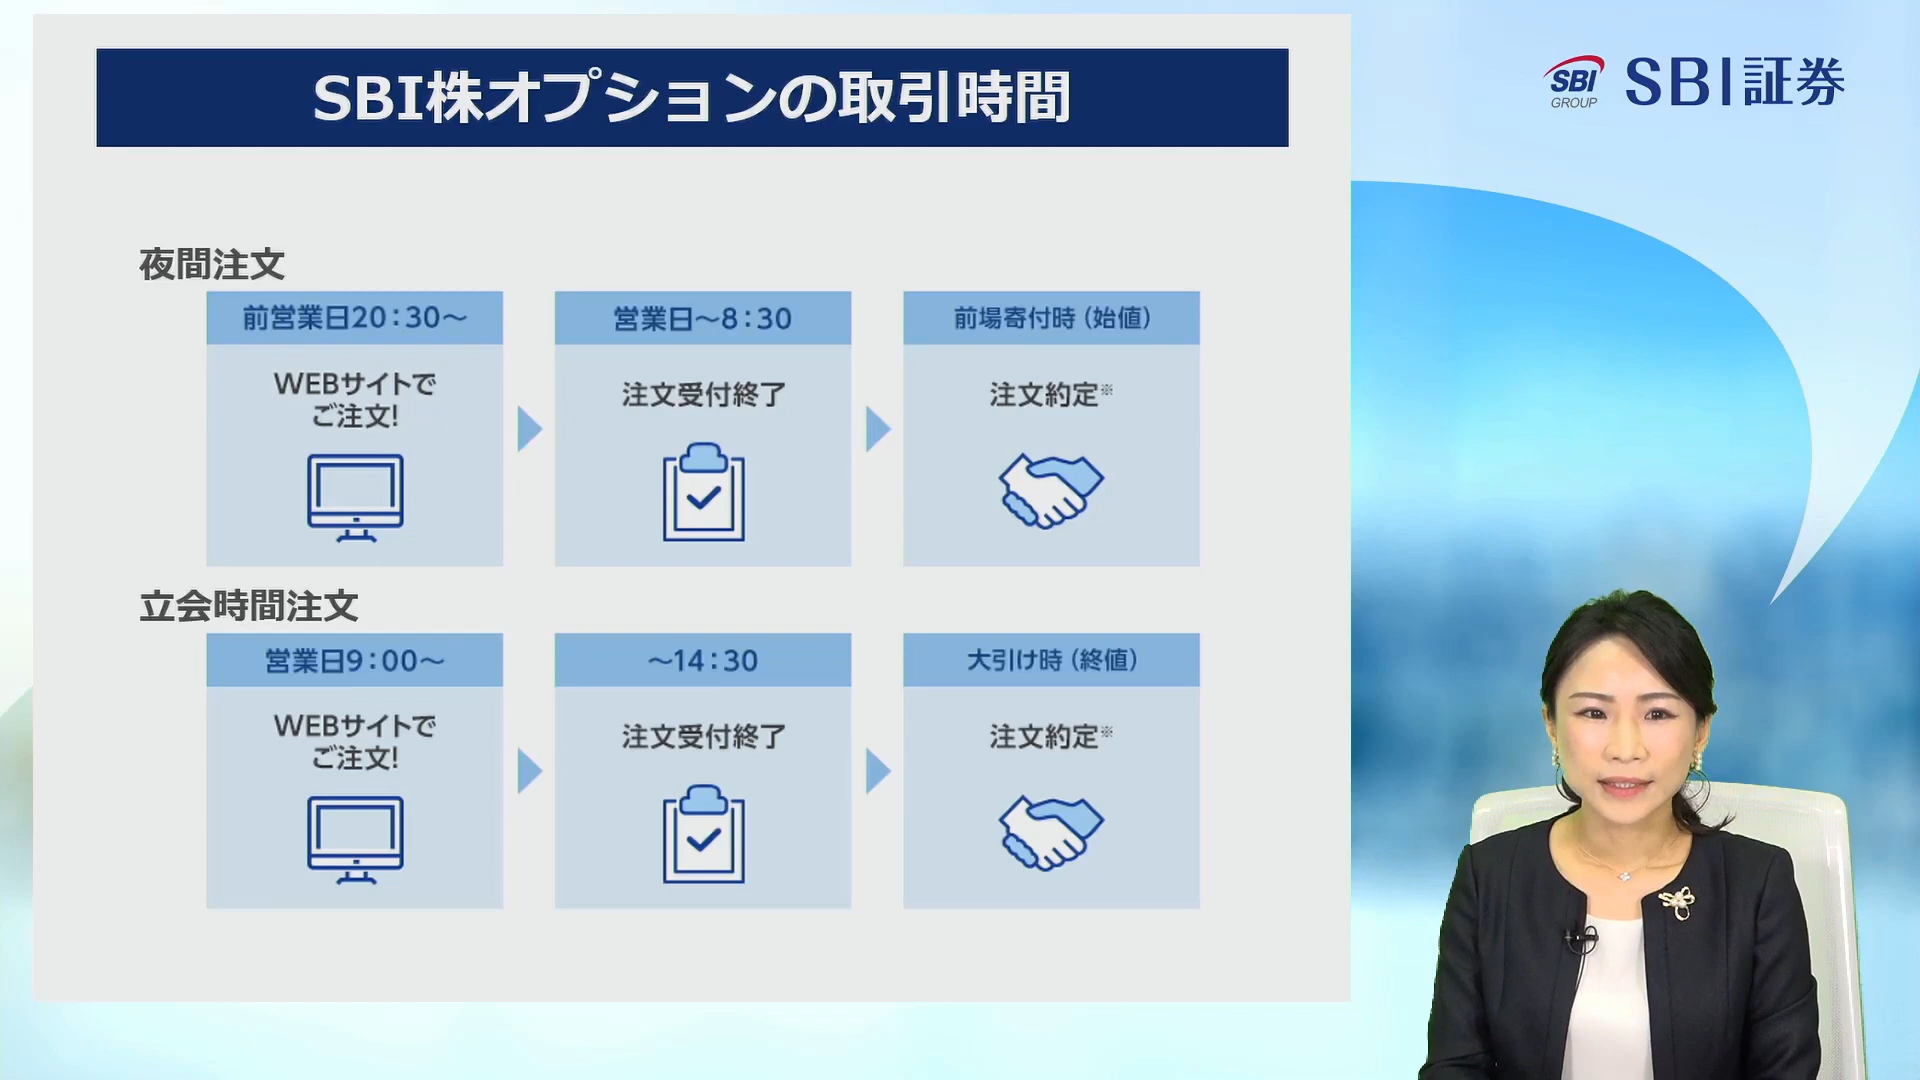 SBI株オプションの取引時間
SBI
GROUP
SBI証券
夜間注文
前営業日20：30～
WEBサイトで
ご注文!
営業日～8：30
注文受付終了
前場寄付時（始値）
注文約定※
立会時間注文
営業日9：00～
WEBサイトで
ご注文!
～14：30
注文受付終了
大引け時（終値）
注文約定※